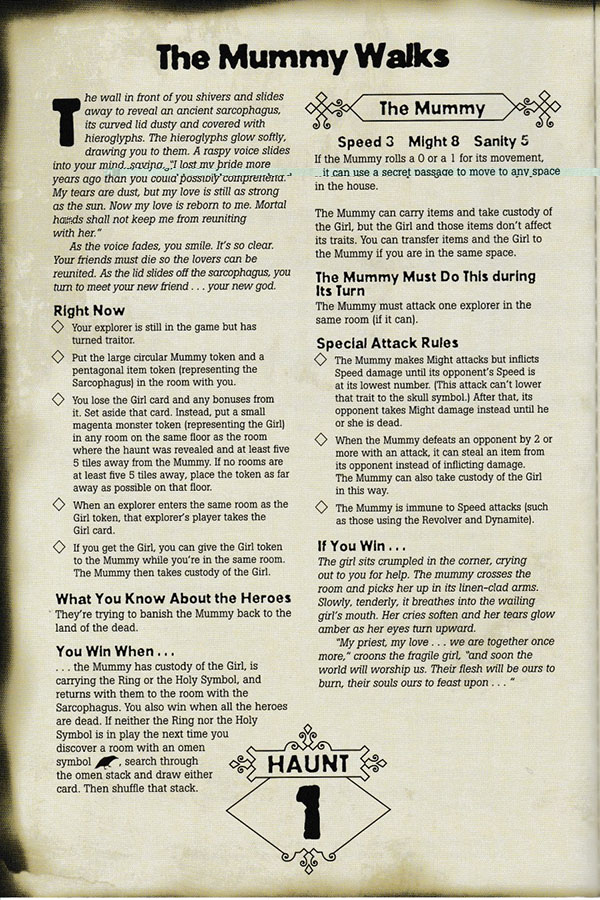 The Mummy Walks
The wall in front of you shivers and slides
away to reveal an ancient sarcophagus,
its curved lid dusty and covered with
hieroglyphs. The hieroglyphs glow softly,
drawing you to them. A raspy voice slides
into your mind, saying, "I lost my pride more
years ago than you could possibly comprehend.
My tears are dust, but my love is still as strong
as the sun. Now my love is reborn to me. Mortal
hands shall not keep me from reuniting
with her."
As the voice fades, you smile. It's so clear.
Your friends must die so the lovers can be
reunited. As the lid slides off the sarcophagus, you
turn to meet your new friend . . . your new god.
Right Now
Your explorer is still in the game but has
turned traitor.
Put the large circular Mummy token and a
pentagonal item token (representing the
Sarcophagus) in the room with you.
You lose the Girl card and any bonuses from
it. Set aside that card. Instead, put a small
magenta monster token (representing the Girl)
in any room on the same floor as the room
where the haunt was revealed and at least five
5 tiles away from the Mummy. If no rooms are
at least five 5 tiles away, place the token as far
away as possible on that floor.
When an explorer enters the same room as the
Girl token, that explorer's player takes the
Girl card.
If you get the Girl, you can give the Girl token
to the Mummy while you're in the same room.
The Mummy then takes custody of the Girl.
What You Know About the Heroes
They're trying to banish the Mummy back to the
land of the dead.
You Win When . . .
. . . the Mummy has custody of the Girl, is
carrying the Ring or the Holy Symbol, and
returns with them to the room with the
Sarcophagus. You also win when all the heroes
are dead. If neither the Ring nor the Holy
Symbol is in play the next time you
discover a room with an omen
symbol , search through
the omen stack and draw either
card. Then shuffle that stack.
The Mummy
Speed 3 Might 8 Sanity 5
If the Mummy rolls a 0 or a 1 for its movement,
it can use a secret passage to move to any space
in the house.
The Mummy can carry items and take custody of
the Girl, but the Girl and those items don't affect
its traits. You can transfer items and the Girl to
the Mummy if you are in the same space.
The Mummy Must Do This during
Its Turn
The Mummy must attack one explorer in the
same room (if it can).
Special Attack Rules
The Mummy makes Might attacks but inflicts
Speed damage until its opponent's Speed is
at its lowest number. (This attack can't lower
that trait to the skull symbol.) After that, its
opponent takes Might damage instead until he
or she is dead.
When the Mummy defeats an opponent by 2 or
more with an attack, it can steal an item from
its opponent instead of inflicting damage.
The Mummy can also take custody of the Girl
in this way.
The Mummy is immune to Speed attacks (such
as those using the Revolver and Dynamite).
If You Win . . .
The girl sits crumpled in the corner, crying
out to you for help. The mummy crosses the
room and picks her up in its linen-clad arms.
Slowly, tenderly, it breathes into the wailing
girl's mouth. Her cries soften and her tears glow
amber as her eyes turn upward.
"My priest, my love . . . we are together once
more," croons the fragile girl, "and soon the
world will worship us. Their flesh will be ours to
burn, their souls ours to feast upon . . . "
HAUNT
1